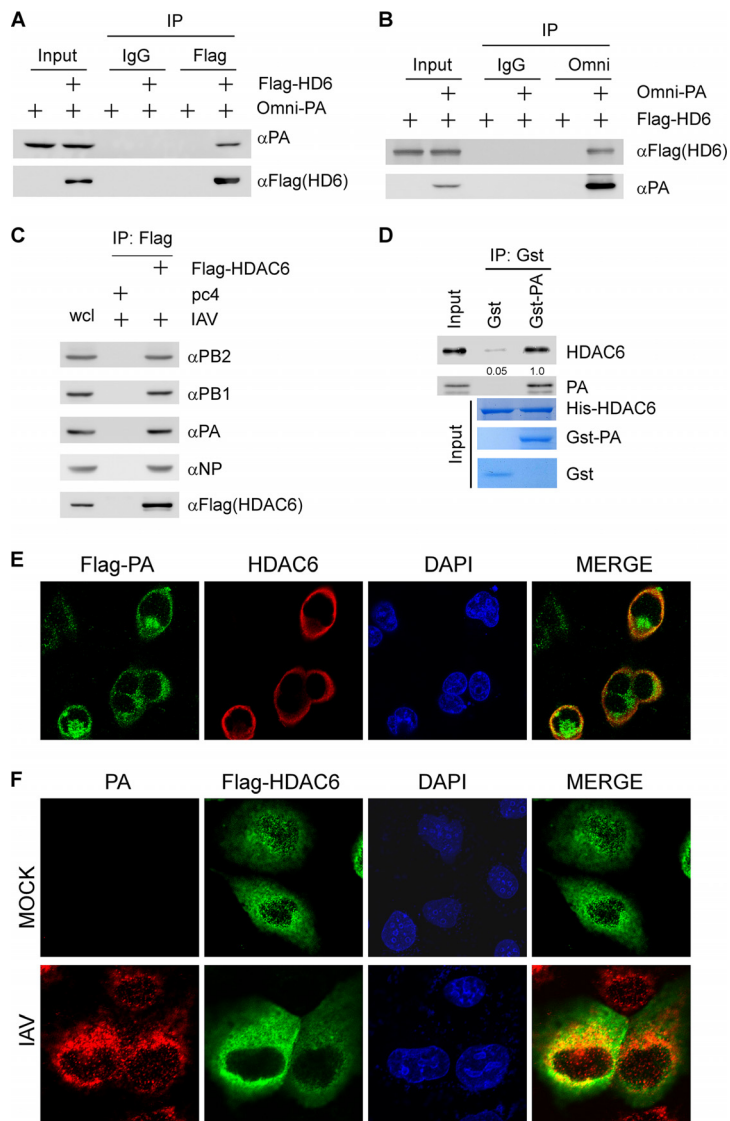 A
IP
Input IgG Flag
+ + + Flag-HD6
+ + + + + + Omni-PA
αPA
αFlag(HD6)
B
IP
Input IgG Omni
+ + + Omni-PA
+ + + + + + Flag-HD6
αFlag(HD6)
αPA
C
IP: Flag
+ Flag-HDAC6
+ pc4
wcl + + IAV
αPB2
αPB1
αPA
αNP
αFlag(HDAC6)
D
IP: Gst
Input Gst Gst-PA
HDAC6
0.05 1.0
PA
Input
His-HDAC6
Gst-PA
Gst
E
Flag-PA HDAC6 DAPI MERGE
F
PA Flag-HDAC6 DAPI MERGE
MOCK
IAV